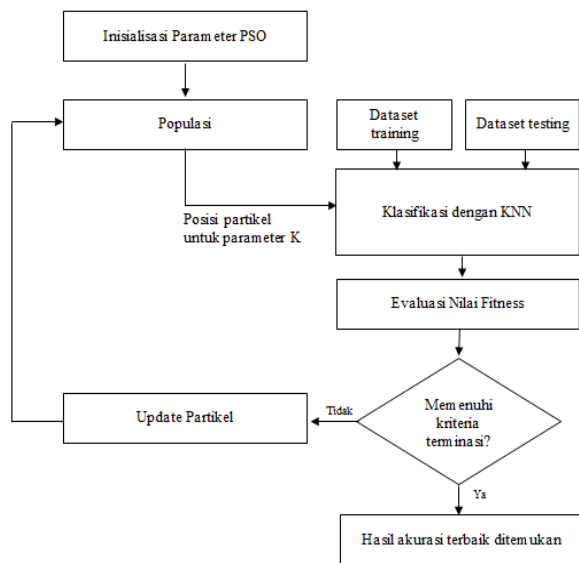 Inisialisasi Parameter PSO
Populasi
Dataset
training
Dataset testing
Posisi partikel
untuk parameter K
Klasifikasi dengan KNN
Evaluasi Nilai Fitness
Memenuhi
kriteria
terminasi?
Tidak
Update Partikel
Ya
Hasil akurasi terbaik ditemukan